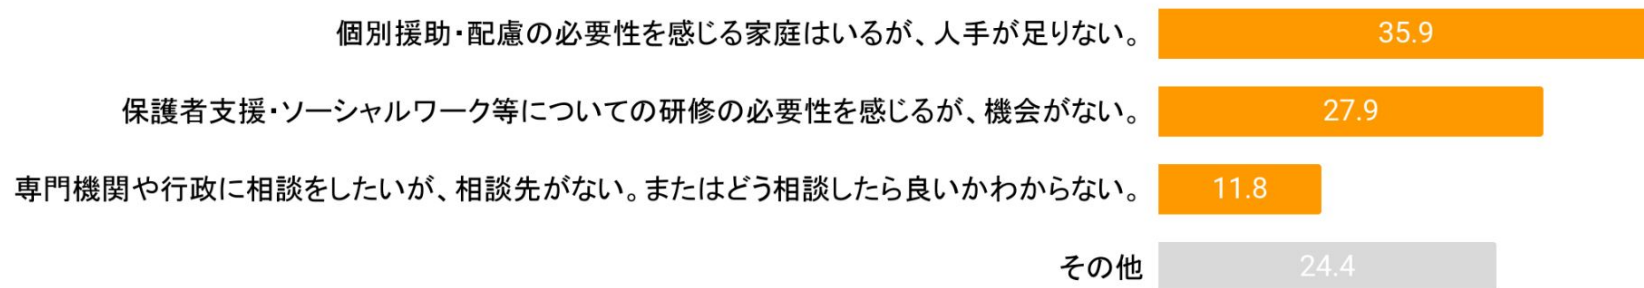 個別援助・配慮の必要性を感じる家庭はいるが、人手が足りない。 35.9
保護者支援・ソーシャルワーク等についての研修の必要性を感じるが、機会がない。 27.9
専門機関や行政に相談をしたいが、相談先がない。またはどう相談したら良いかわからない。 11.8
その他 24.4